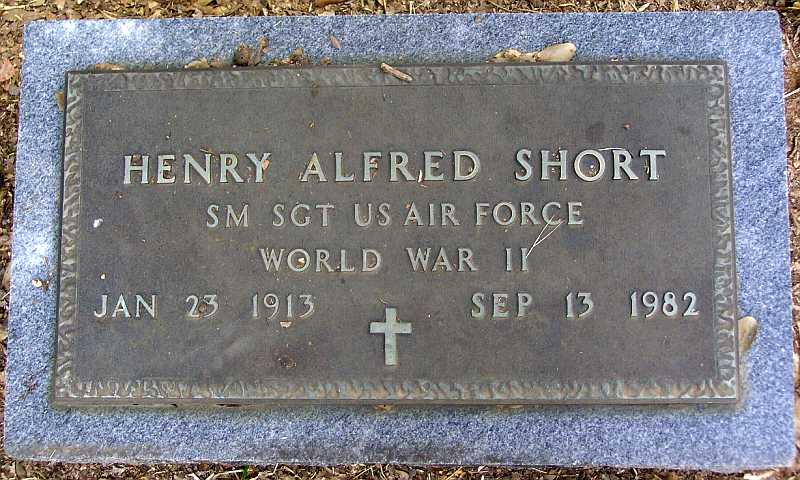 HENRY ALFRED SHORT
SM SGT US AIR FORCE
WORLD WAR II
JAN 23 1913 SEP 13 1982